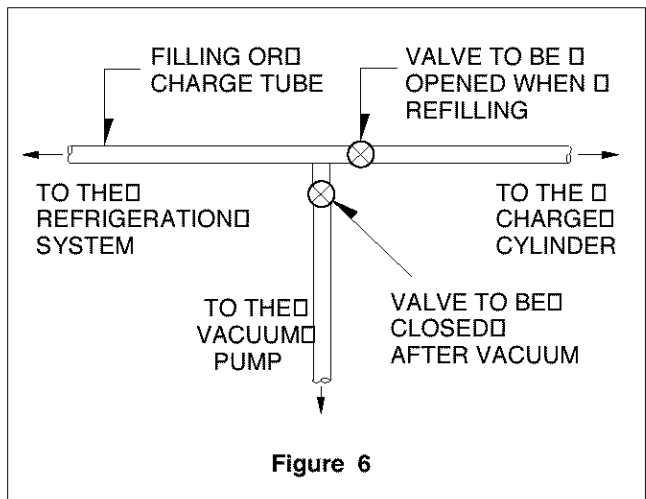 FILLING OR
CHARGE TUBE
VALVE TO BE
OPENED WHEN
REFILLING
TO THE
REFRIGERATION
SYSTEM
TO THE
CHARGE
CYLINDER
TO THE
VACUUM
PUMP
VALVE TO BE
CLOSED
AFTER VACUUM
Figure 6